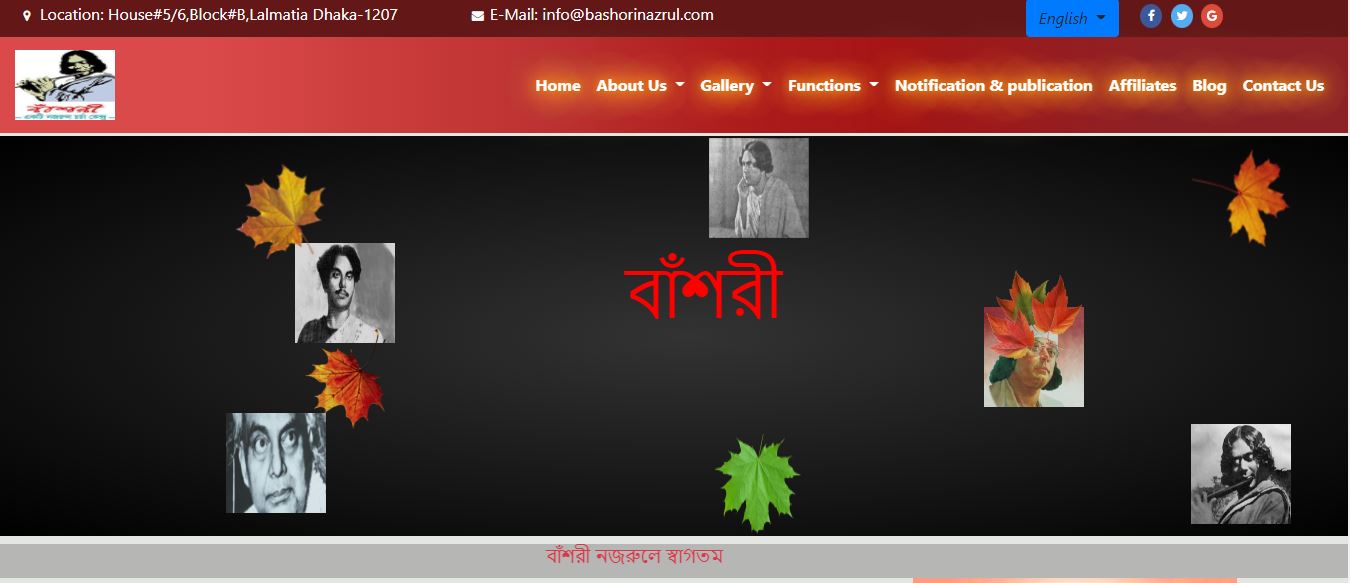 Location: House#5/6,Block#B,Lalmatia Dhaka-1207
E-Mail: info@bashorinazrul.com
English
বাঁশরী
Home About Us Gallery Functions Notification & publication Affiliates Blog Contact Us
বাঁশরী
বাঁশরী নজরুলে স্বাগতম